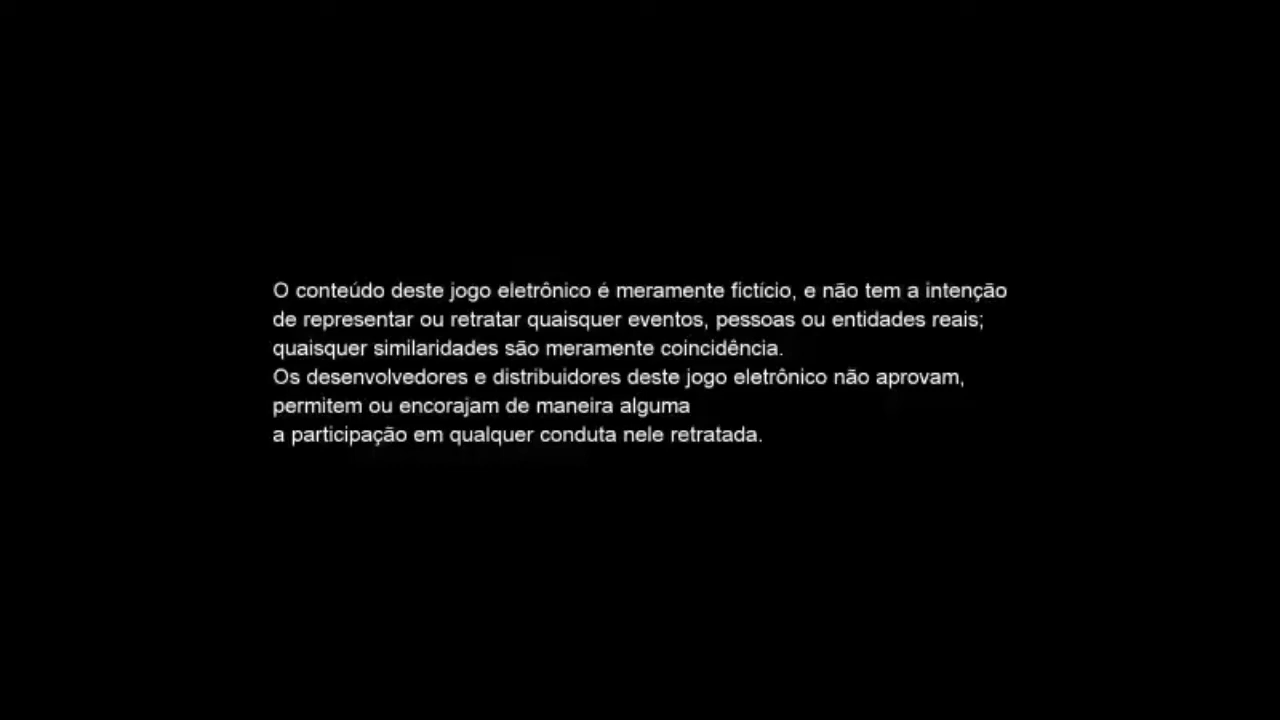 O conteúdo deste jogo eletrônico é meramente fictício, e não tem a intenção
de representar ou retratar quaisquer eventos, pessoas ou entidades reais;
quaisquer similaridades são meramente coincidência.
Os desenvolvedores e distribuidores deste jogo eletrônico não aprovam,
permitem ou encorajam de maneira alguma
a participação em qualquer conduta nele retratada.